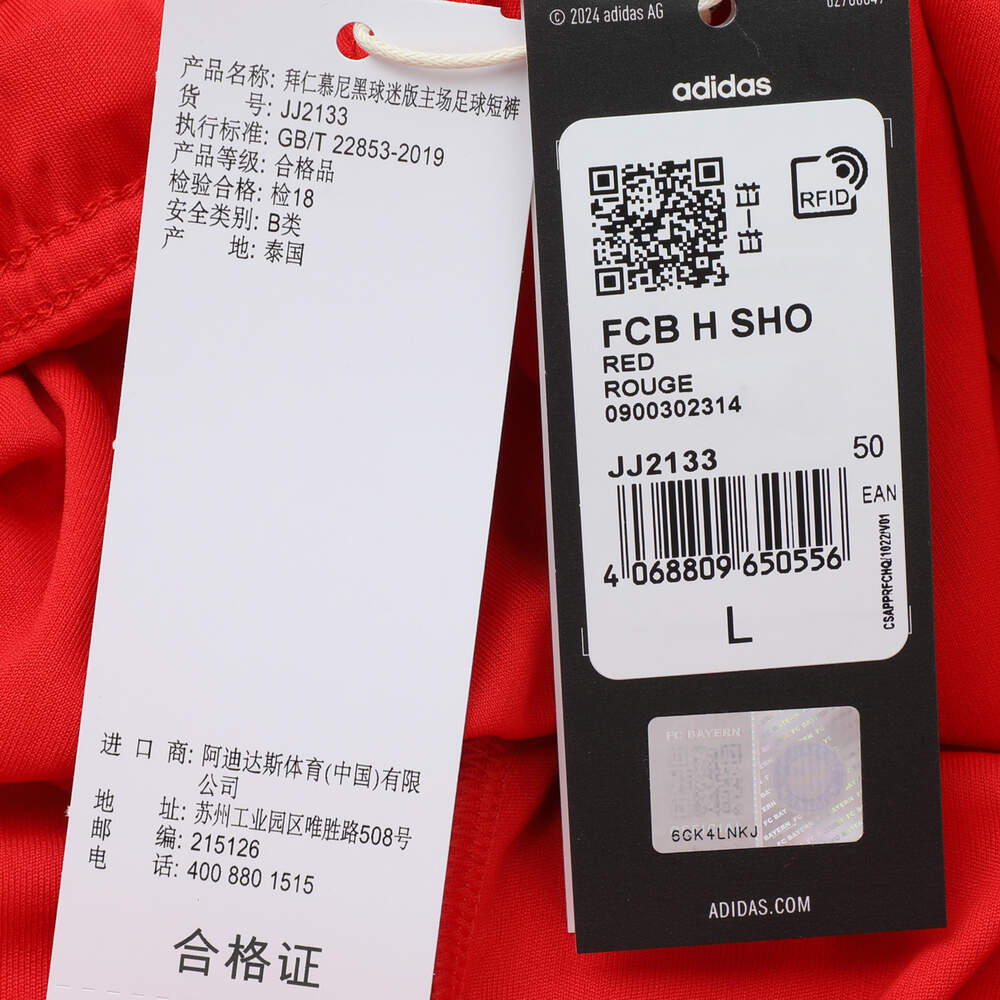 产品名称: 拜仁慕尼黑球迷版主场足球短裤
货 号: JJ2133
执行标准: GB/T 22853-2019
产品等级: 合格品
检验合格: 检18
安全类别: B类
产 地: 泰国
进 口 商: 阿迪达斯体育(中国)有限
公司
地 址: 苏州工业园区唯胜路508号
邮 编: 215126
电 话: 400 880 1515
合格证
© 2024 adidas AG
adidas
RFID
FCB H SHO
RED
ROUGE
0900302314
JJ2133
50
EAN
4 068809 650556
CSAPPRFCHQ/1022/V01
L
FC BAYERN
6CK4LNKJ
ADIDAS.COM